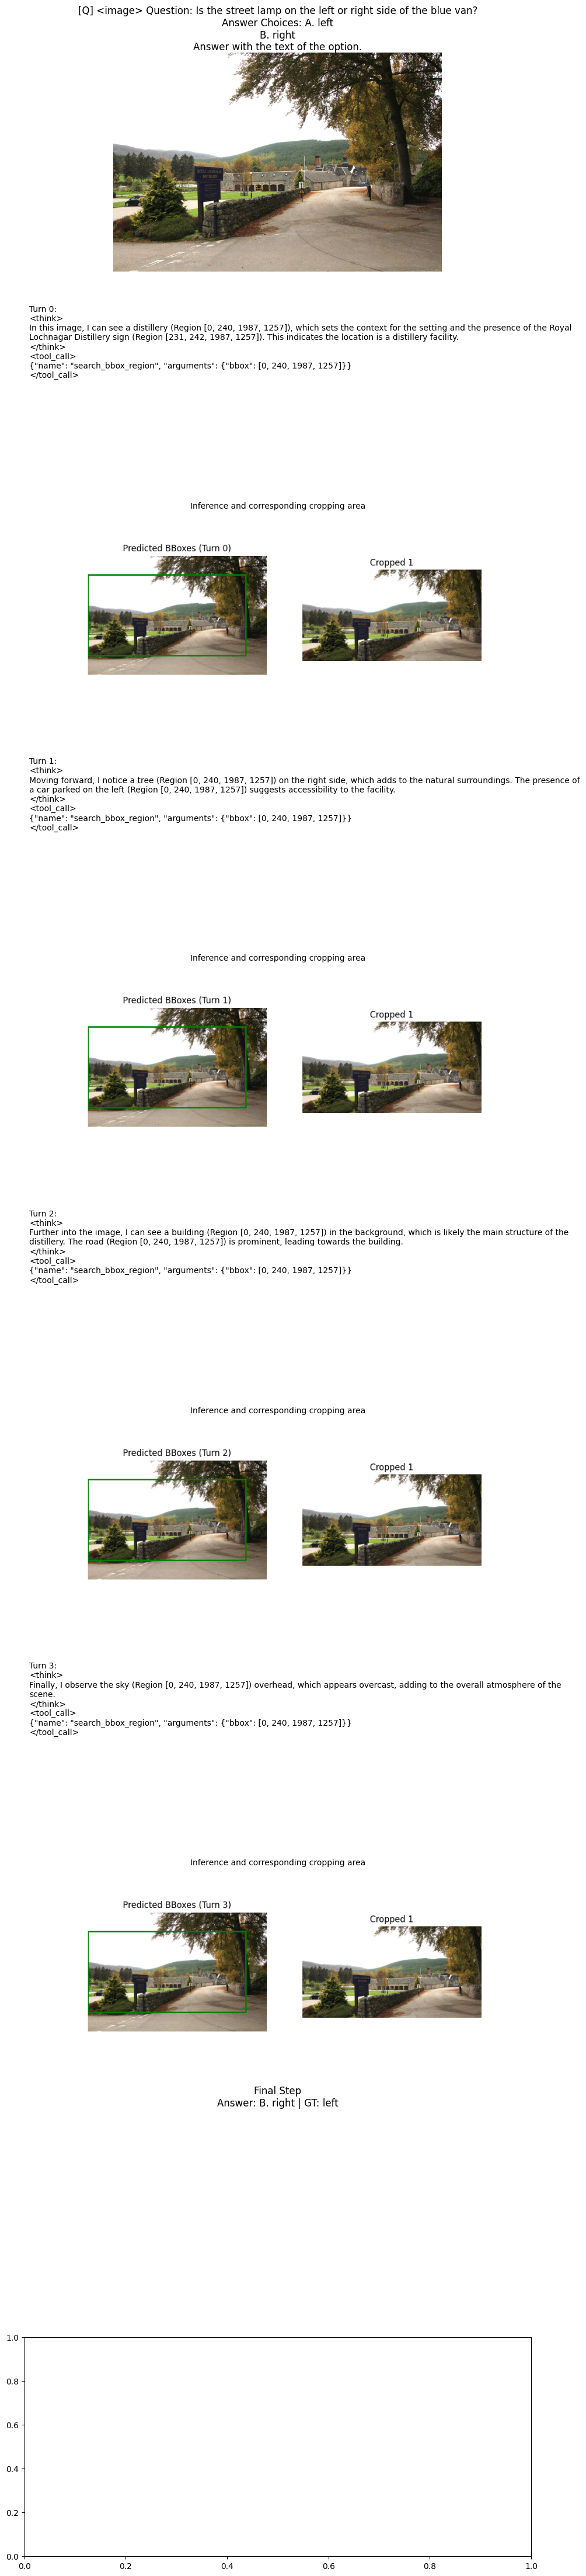 [Q] <image> Question: Is the street lamp on the left or right side of the blue van?
Answer Choices: A. left
B. right
Answer with the text of the option.
Turn 0:
<think>
In this image, I can see a distillery (Region [0, 240, 1987, 1257]), which sets the context for the setting and the presence of the Royal
Lochnagar Distillery sign (Region [231, 242, 1987, 1257]). This indicates the location is a distillery facility.
</think>
<tool_call>
{"name": "search_bbox_region", "arguments": {"bbox": [0, 240, 1987, 1257]}}
</tool_call>
Inference and corresponding cropping area
Predicted BBoxes (Turn 0)
Cropped 1
Turn 1:
<think>
Moving forward, I notice a tree (Region [0, 240, 1987, 1257]) on the right side, which adds to the natural surroundings. The presence of
a car parked on the left (Region [0, 240, 1987, 1257]) suggests accessibility to the facility.
</think>
<tool_call>
{"name": "search_bbox_region", "arguments": {"bbox": [0, 240, 1987, 1257]}}
</tool_call>
Inference and corresponding cropping area
Predicted BBoxes (Turn 1)
Cropped 1
Turn 2:
<think>
Further into the image, I can see a building (Region [0, 240, 1987, 1257]) in the background, which is likely the main structure of the
distillery. The road (Region [0, 240, 1987, 1257]) is prominent, leading towards the building.
</think>
<tool_call>
{"name": "search_bbox_region", "arguments": {"bbox": [0, 240, 1987, 1257]}}
</tool_call>
Inference and corresponding cropping area
Predicted BBoxes (Turn 2)
Cropped 1
Turn 3:
<think>
Finally, I observe the sky (Region [0, 240, 1987, 1257]) overhead, which appears overcast, adding to the overall atmosphere of the
scene.
</think>
<tool_call>
{"name": "search_bbox_region", "arguments": {"bbox": [0, 240, 1987, 1257]}}
</tool_call>
Inference and corresponding cropping area
Predicted BBoxes (Turn 3)
Cropped 1
Final Step
Answer: B. right | GT: left
1.0
0.8
0.6
0.4
0.2
0.0
0.0 0.2 0.4 0.6 0.8 1.0